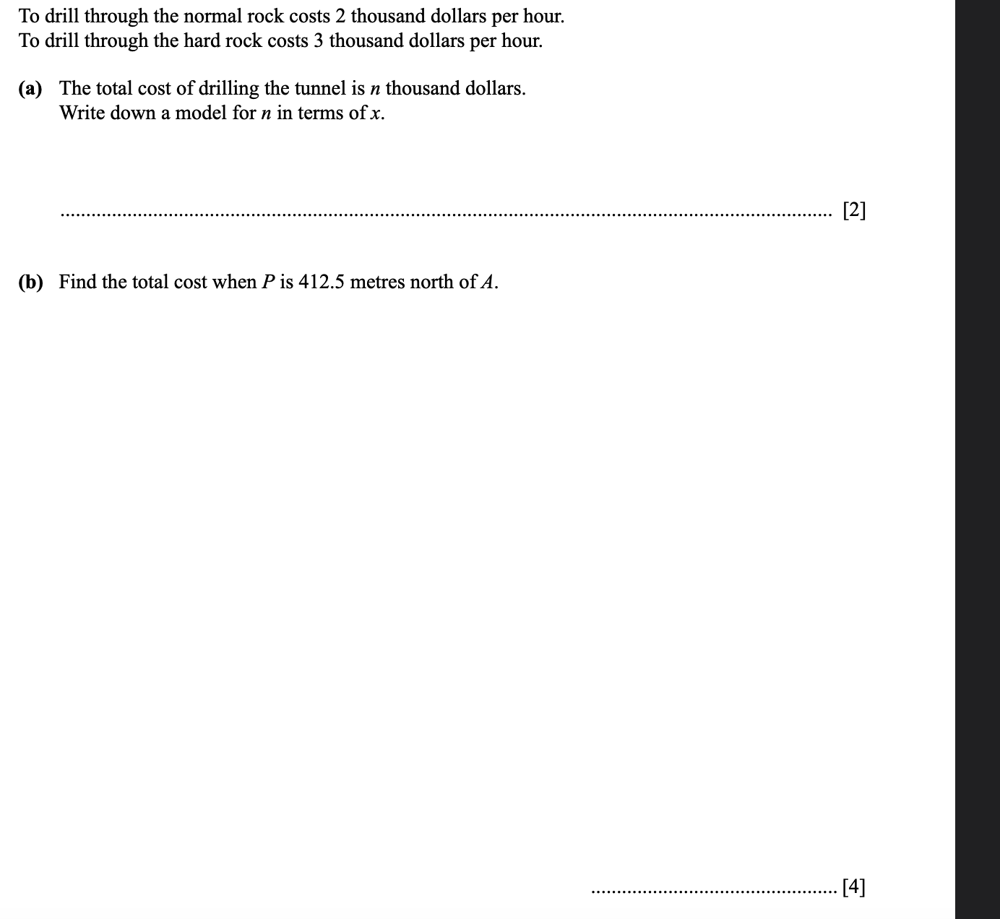 To drill through the normal rock costs 2 thousand dollars per hour.
To drill through the hard rock costs 3 thousand dollars per hour.
(a) The total cost of drilling the tunnel is n thousand dollars.
Write down a model for n in terms of x.
.......................................................................................................................................................... [2]
(b) Find the total cost when P is 412.5 metres north of A.
................................................ [4]